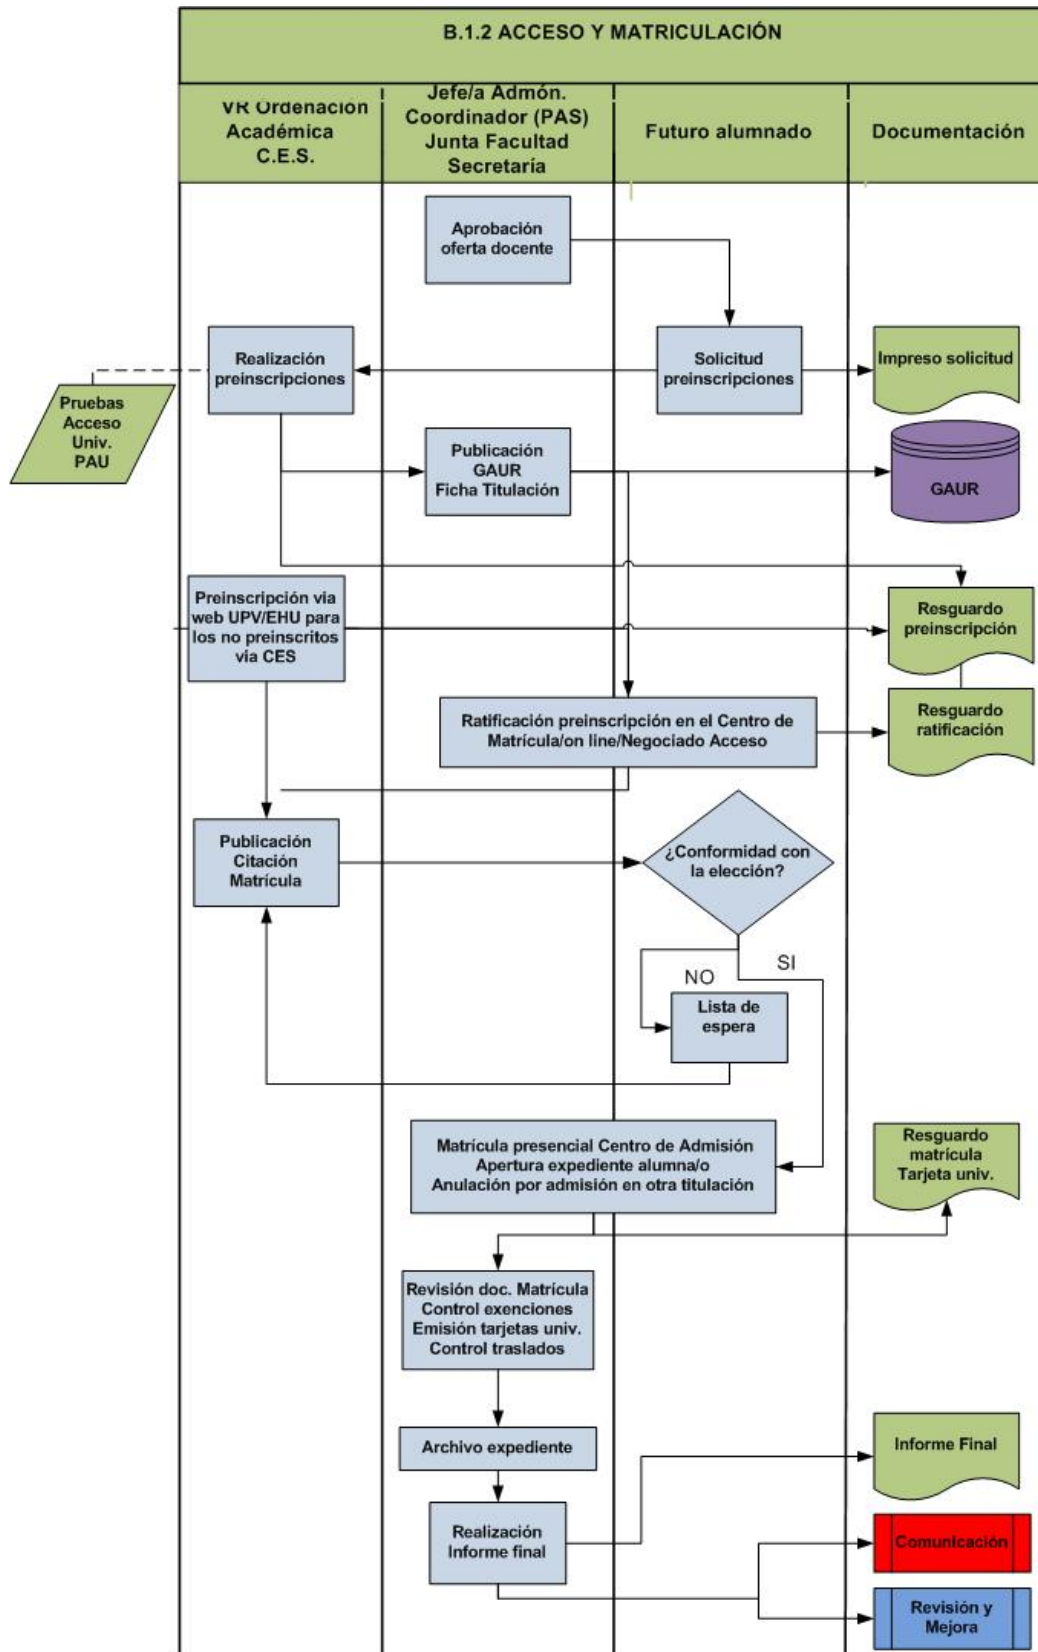 B.1.2 ACCESO Y MATRICULACIÓN
VR Ordenación
Académica
C.E.S.
Jefe/a Admón.
Coordinador (PAS)
Junta Facultad
Secretaría
Futuro alumnado
Documentación
Aprobación
oferta docente
Realización
preinscripciones
Solicitud
preinscripciones
Impreso solicitud
Pruebas
Acceso
Univ.
PAU
Publicación
GAUR
Ficha Titulación
GAUR
Preinscripción via
web UPV/EHU para
los no preinscritos
via CES
Resguardo
preinscripción
Ratificación preinscripción en el Centro de
Matrícula/on line/Negociado Acceso
Resguardo
ratificación
Publicación
Citación
Matrícula
¿Conformidad con
la elección?
NO
SI
Lista de
espera
Matrícula presencial Centro de Admisión
Apertura expediente alumna/o
Anulación por admisión en otra titulación
Resguardo
matrícula
Tarjeta univ.
Revisión doc. Matrícula
Control exenciones
Emisión tarjetas univ.
Control traslados
Archivo expediente
Informe Final
Realización
Informe final
Comunicación
Revisión y
Mejora